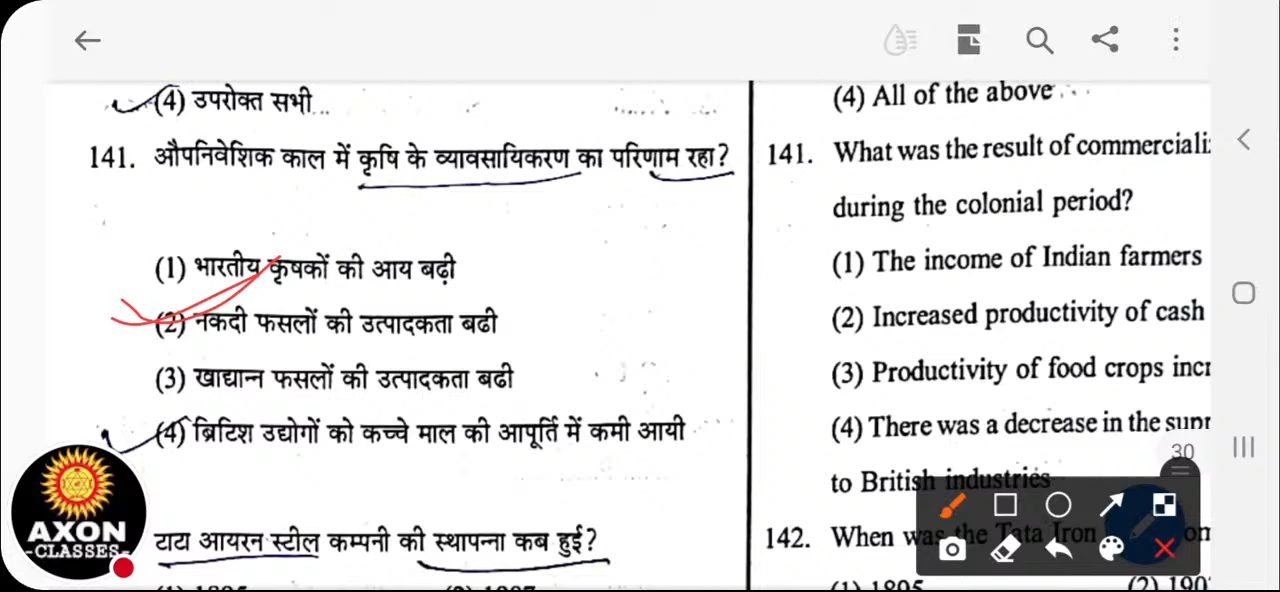 (4) उपरोक्त सभी
141. औपनिवेशिक काल में कृषि के व्यावसायिकरण का परिणाम रहा?
(1) भारतीय कृषकों की आय बढ़ी
(2) नकदी फसलों की उत्पादकता बढी
(3) खाद्यान्न फसलों की उत्पादकता बढी
(4) ब्रिटिश उद्योगों को कच्चे माल की आपूर्ति में कमी आयी
टाटा आयरन स्टील कम्पनी की स्थापन्ना कब हुई?
(4) All of the above
141. What was the result of
during the colonial period?
(1) The income of Indian farmers
(2) Increased productivity of cash
(3) Productivity of food crops
(4) There was a decrease in the
to British industries
142. When was the Tata Iron
(1) 1895 (2)
30
AXON
-CLASSES-